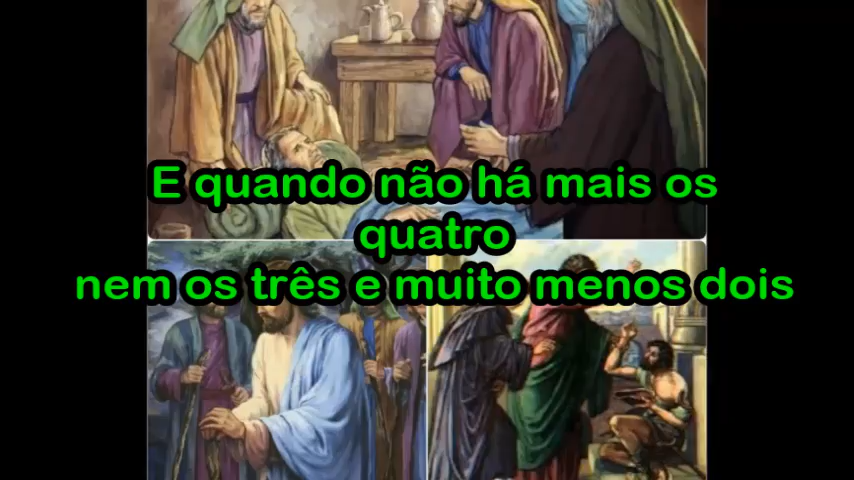 E quando não há mais os
quatro
nem os três e muito menos dois